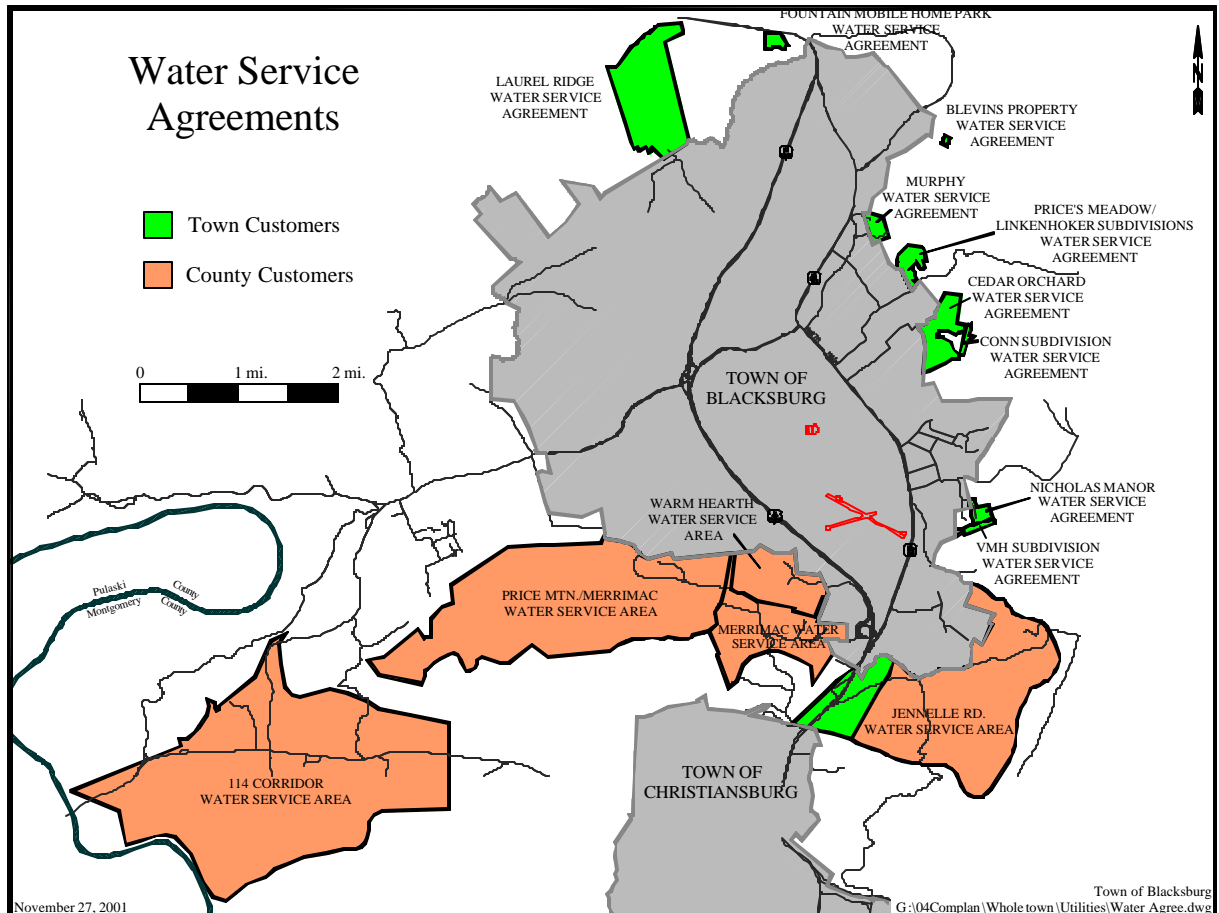 Water Service
Agreements
FOUNTAIN MOBILE HOME PARK
WATER SERVICE
AGREEMENT
N
LAUREL RIDGE
WATER SERVICE
AGREEMENT
BLEVINS PROPERTY
WATER SERVICE
AGREEMENT
MURPHY
WATER SERVICE
AGREEMENT
PRICE'S MEADOW/
LINKENHOKER SUBDIVISIONS
WATER SERVICE
AGREEMENT
Town Customers
County Customers
CEDAR ORCHARD
WATER SERVICE
AGREEMENT
CONN SUBDIVISION
WATER SERVICE
AGREEMENT
0 1 mi. 2 mi.
TOWN OF
BLACKSBURG
NICHOLAS MANOR
WATER SERVICE
AGREEMENT
WARM HEARTH
WATER SERVICE
AREA
VMH SUBDIVISION
WATER SERVICE
AGREEMENT
Pulaski County
Montgomery County
PRICE MTN./MERRIMAC
WATER SERVICE AREA
MERRIMAC WATER
SERVICE AREA
JENNELLE RD.
WATER SERVICE AREA
TOWN OF
CHRISTIANSBURG
114 CORRIDOR
WATER SERVICE AREA
November 27, 2001
Town of Blacksburg
G:\04Complan\Whole town\Utilities\Water Agree.dwg